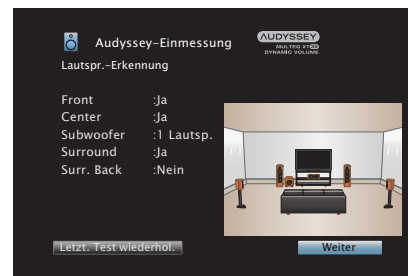 Audyssey-Einmessung
AUDYSSEY
MULTEQ XT32
DYNAMIC VOLUME
Lautspr.-Erkennung
Front :Ja
Center :Ja
Subwoofer :1 Lautsp.
Surround :Ja
Surr. Back :Nein
Letzt. Test wiederhol.
Weiter